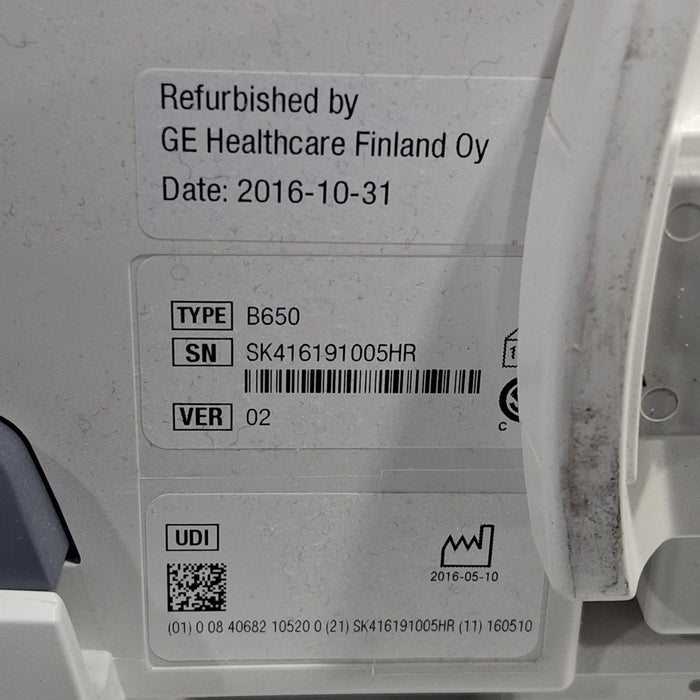 Refurbished by
GE Healthcare Finland Oy
Date: 2016-10-31
TYPE B650
SN SK416191005HR
VER 02
C
UDI
2016-05-10
(01) 0 08 40682 10520 0 (21) SK416191005HR (11) 160510